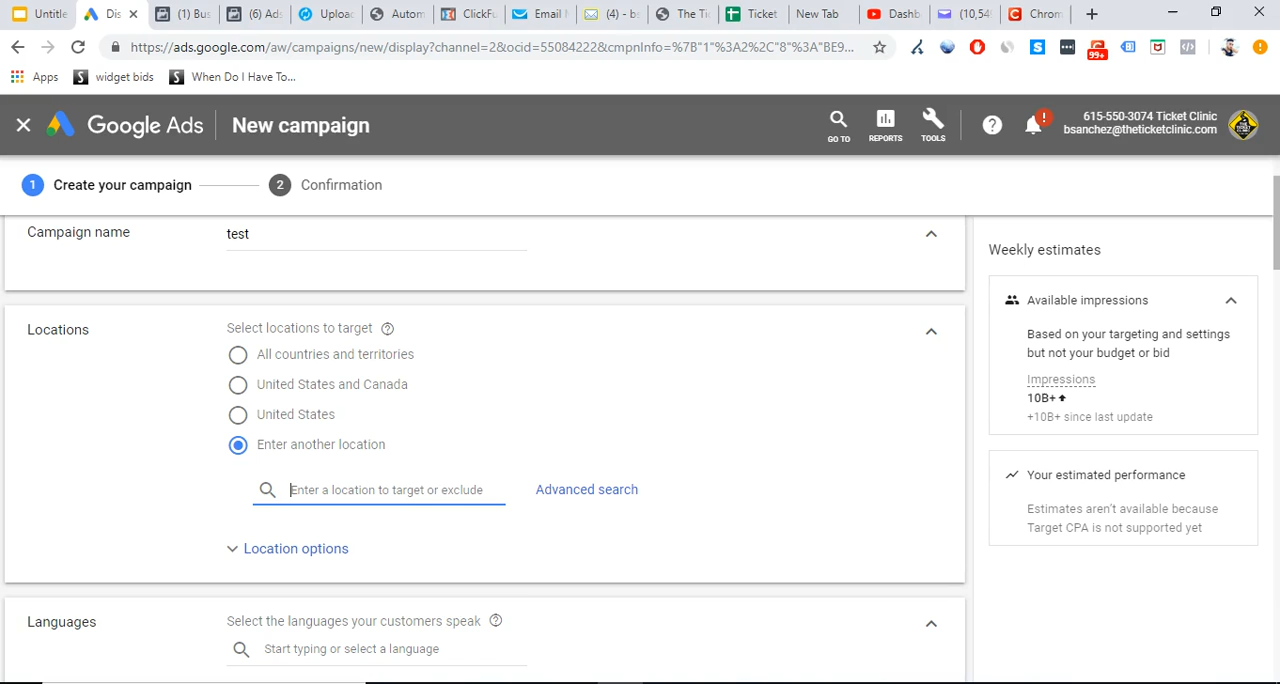 Untitle
Dis
(1) Bus
(6) Ads
Uploac
Autom
ClickFu
Email M
(4) - bs
The Tic
Ticket
New Tab
Dashb
(10,549
Chrom
https://ads.google.com/aw/campaigns/new/display?channel=2&ocid=55084222&cmpnInfo=%7B"1"%3A2%2C"8"%3A"BE9...
99+
Apps
widget bids
When Do I Have To...
Google Ads
New campaign
GO TO
REPORTS
TOOLS
615-550-3074 Ticket Clinic
bsanchez@theticketclinic.com
1 Create your campaign
2 Confirmation
Campaign name
test
Locations
Select locations to target
All countries and territories
United States and Canada
United States
Enter another location
Enter a location to target or exclude
Advanced search
Location options
Languages
Select the languages your customers speak
Start typing or select a language
Weekly estimates
Available impressions
Based on your targeting and settings
but not your budget or bid
Impressions
10B+
+10B+ since last update
Your estimated performance
Estimates aren't available because
Target CPA is not supported yet